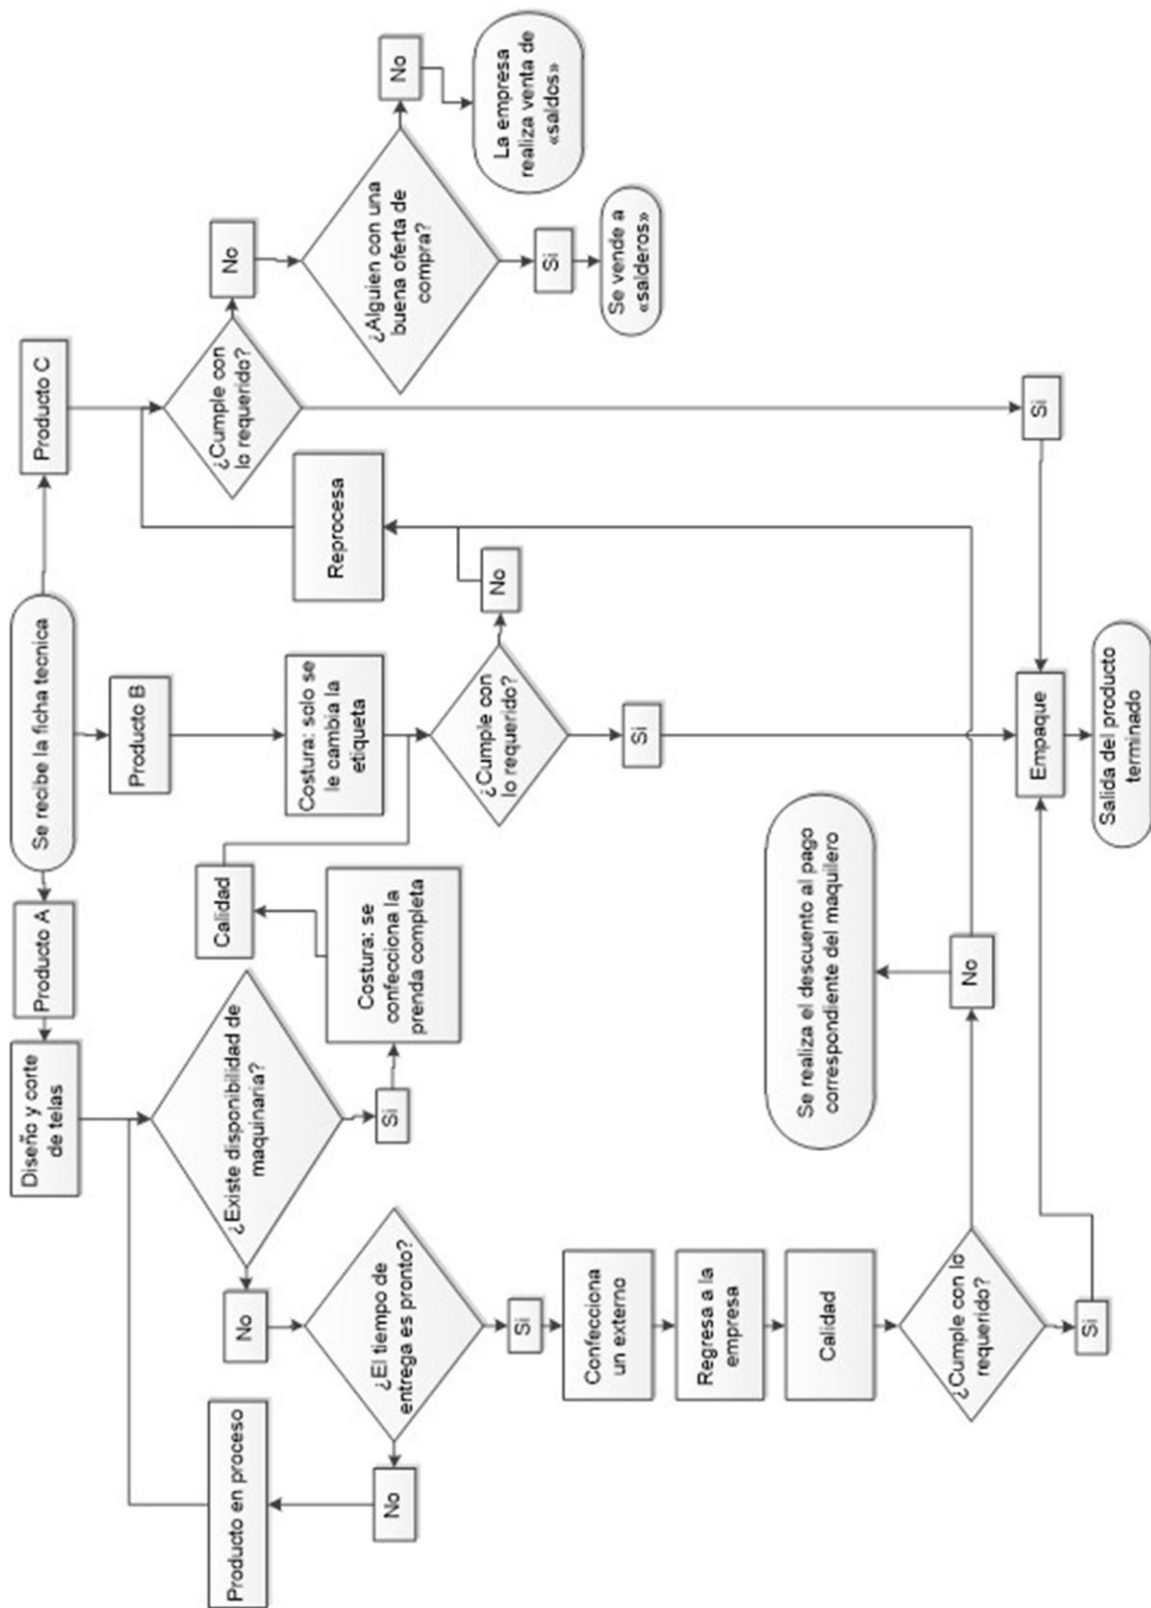 Se recibe la ficha tecnica
Producto A
Producto B
Producto C
Diseño y corte
de telas
¿Existe disponibilidad de
maquinaria?
No
Si
Producto en proceso
¿El tiempo de
entrega es pronto?
No
Si
Confecciona
un externo
Regresa a la
empresa
Calidad
¿Cumple con lo
requerido?
Si
No
Se realiza el descuento al pago
correspondiente del maquilero
Costura: se
confecciona la
prenda completa
Calidad
Costura: solo se
le cambia la
etiqueta
¿Cumple con
lo requerido?
No
Si
Reprocesa
¿Cumple con
lo requerido?
No
Si
¿Alguien con una
buena oferta de
compra?
No
Si
La empresa
realiza venta de
«saldos»
Se vende a
«salderos»
Empaque
Salida del producto
terminado